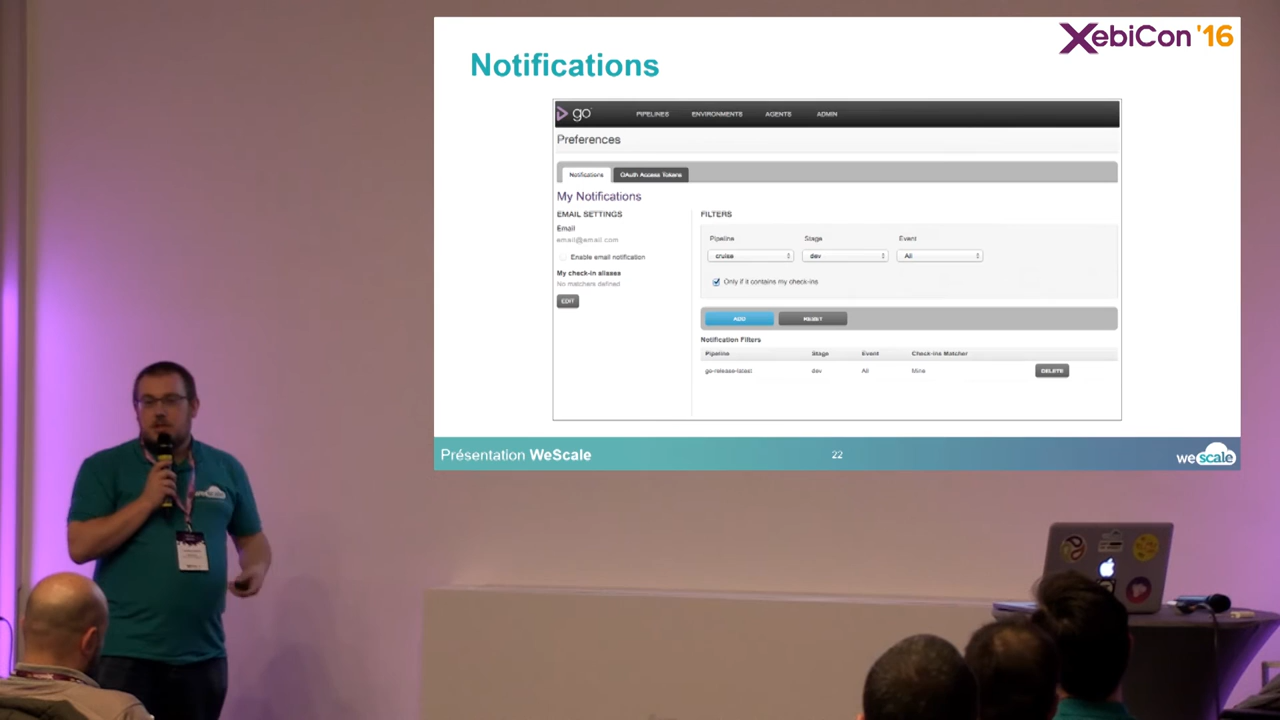 XebiCon '16
Notifications
go
PIPELINES ENVIRONMENTS AGENTS ADMIN
Preferences
Notifications OAuth Access Tokens
My Notifications
EMAIL SETTINGS
Email
email@email.com
Enable email notification
My check-in aliases
No matchers defined
EDIT
FILTERS
Pipeline Stage Event
cruise dev All
Only if it contains my check-ins
ADD RESET
Notification Filters
Pipeline Stage Event Check-ins Matcher
go-release-latest dev All Mine DELETE
Présentation WeScale 22 wescale